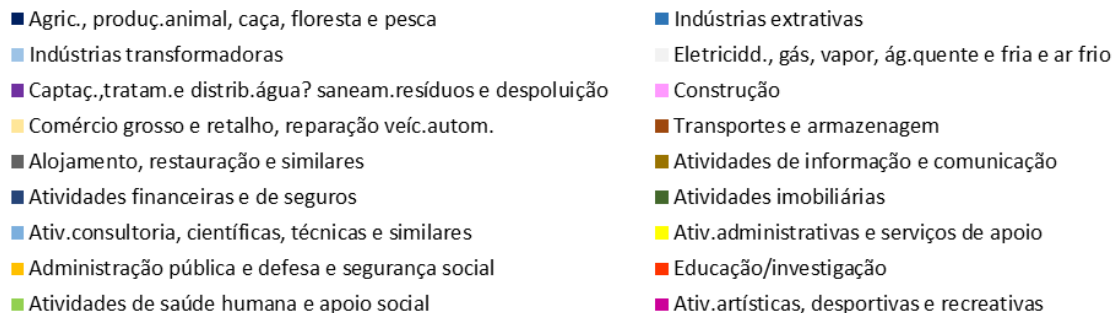 Agric., produç.animal, caça, floresta e pesca
Indústrias extrativas
Indústrias transformadoras
Eletricidd., gás, vapor, ág.quente e fria e ar frio
Captaç.,tratam.e distrib.água? saneam.resíduos e despoluição
Construção
Comércio grosso e retalho, reparação veíc.autom.
Transportes e armazenagem
Alojamento, restauração e similares
Atividades de informação e comunicação
Atividades financeiras e de seguros
Atividades imobiliárias
Ativ.consultoria, científicas, técnicas e similares
Ativ.administrativas e serviços de apoio
Administração pública e defesa e segurança social
Educação/investigação
Atividades de saúde humana e apoio social
Ativ.artísticas, desportivas e recreativas